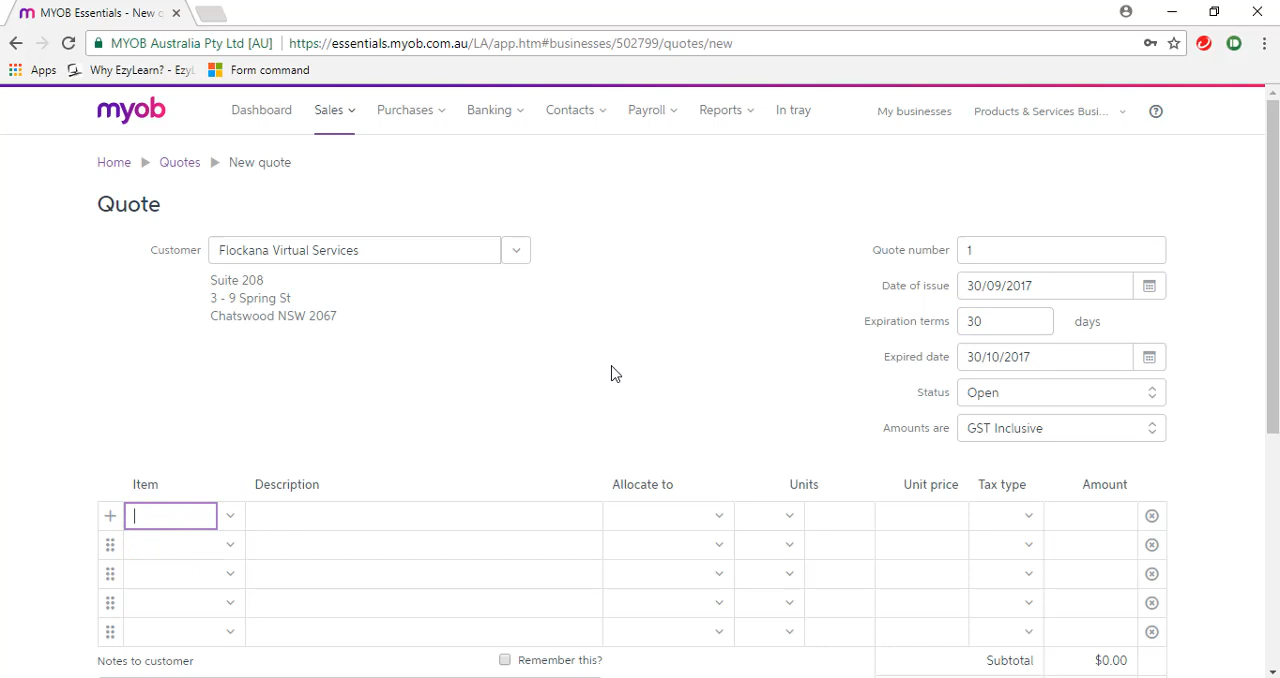 MYOB Essentials - New q
MYOB Australia Pty Ltd [AU] https://essentials.myob.com.au/LA/app.htm#businesses/502799/quotes/new
Apps Why EzyLearn? - EzyL Form command
myob Dashboard Sales Purchases Banking Contacts Payroll Reports In tray My businesses Products & Services Busi... ?
Home Quotes New quote
Quote
Customer Flockana Virtual Services
Suite 208
3 - 9 Spring St
Chatswood NSW 2067
Quote number 1
Date of issue 30/09/2017
Expiration terms 30 days
Expired date 30/10/2017
Status Open
Amounts are GST Inclusive
Item Description Allocate to Units Unit price Tax type Amount
Notes to customer Remember this? Subtotal $0.00